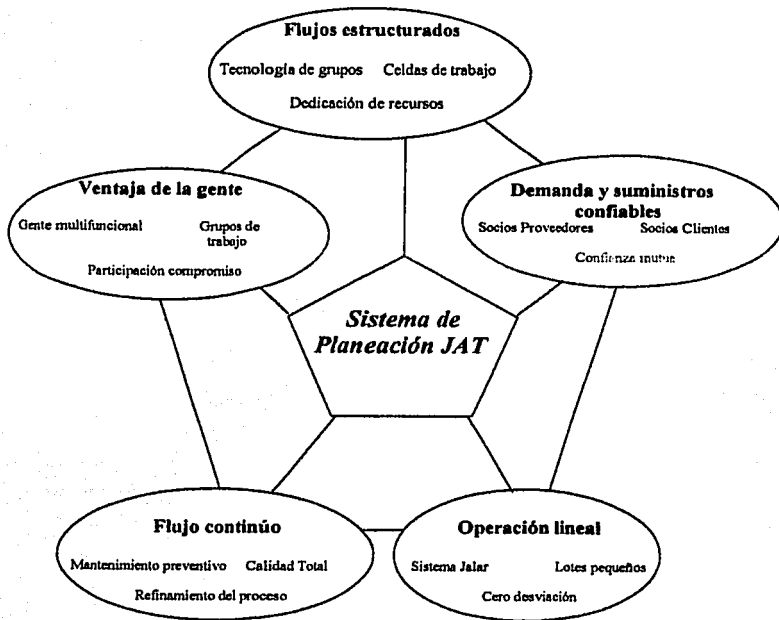 Flujos estructurados
Tecnología de grupos Celdas de trabajo
Dedicación de recursos
Ventaja de la gente
Gente multifuncional Grupos de
trabajo
Participación compromiso
Demanda y suministros
confiables
Socios Proveedores Socios Clientes
Confianza mutua
Sistema de
Planeación JAT
Flujo continúo
Mantenimiento preventivo Calidad Total
Refinamiento del proceso
Operación lineal
Sistema Jalar Lotes pequeños
Cero desviación